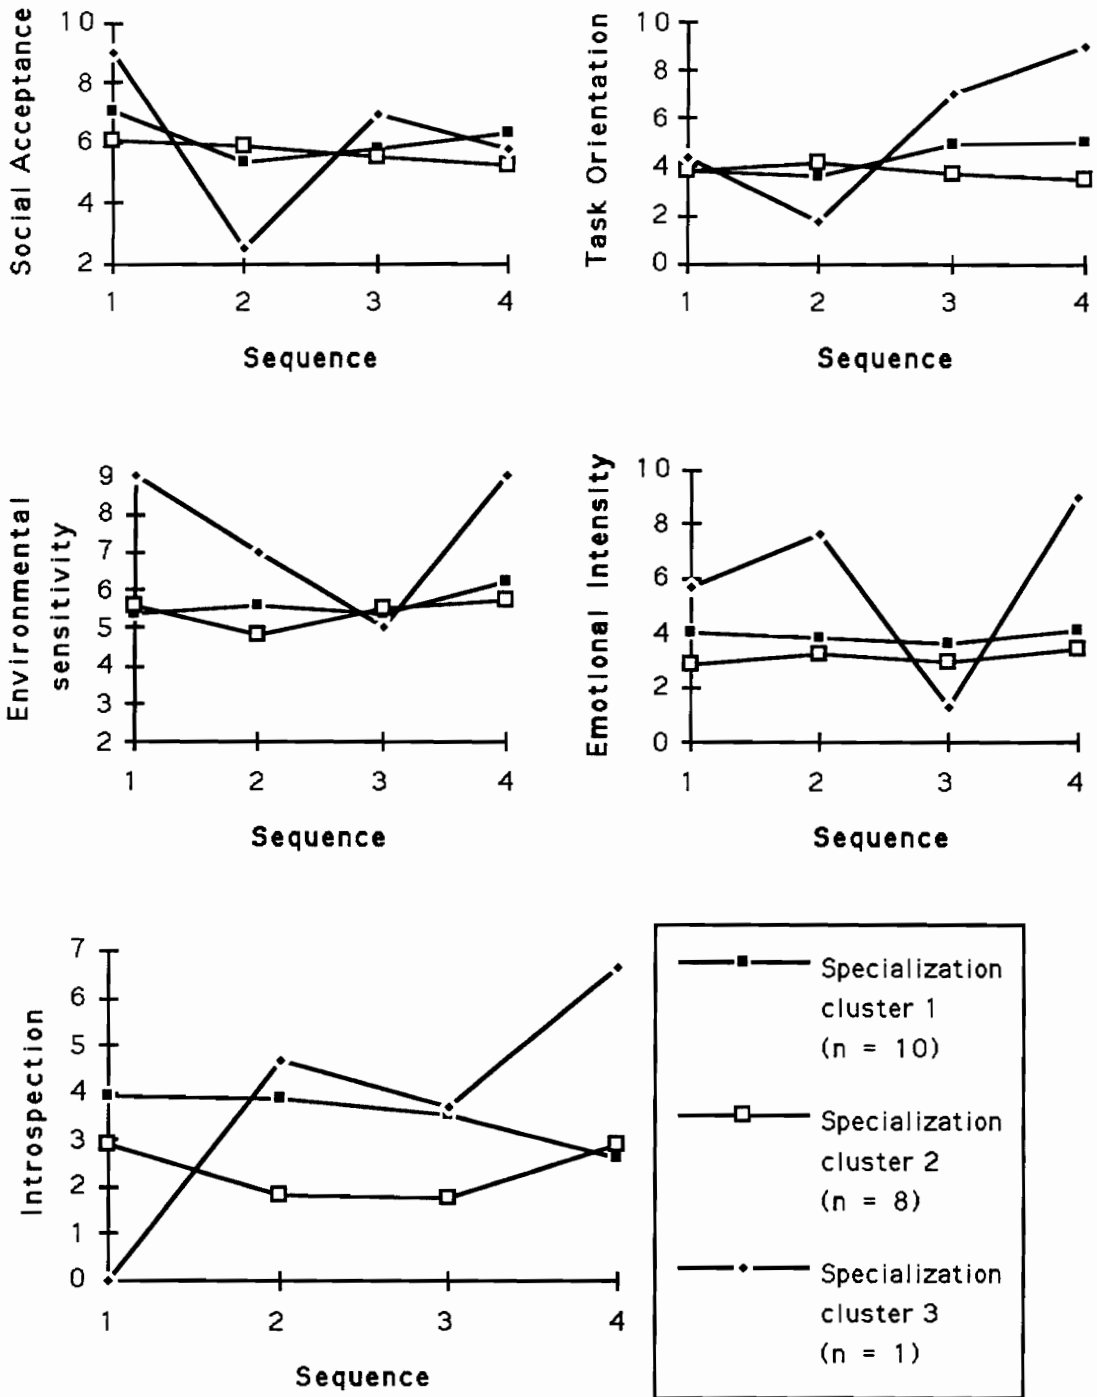 Social Acceptance
10
8
6
4
2
1 2 3 4
Sequence
Task Orientation
10
8
6
4
2
0
1 2 3 4
Sequence
Environmental
sensitivity
9
8
7
6
5
4
3
2
1 2 3 4
Sequence
Emotional Intensity
10
8
6
4
2
0
1 2 3 4
Sequence
Introspection
7
6
5
4
3
2
1
0
1 2 3 4
Sequence
Specialization
cluster 1
(n = 10)
Specialization
cluster 2
(n = 8)
Specialization
cluster 3
(n = 1)